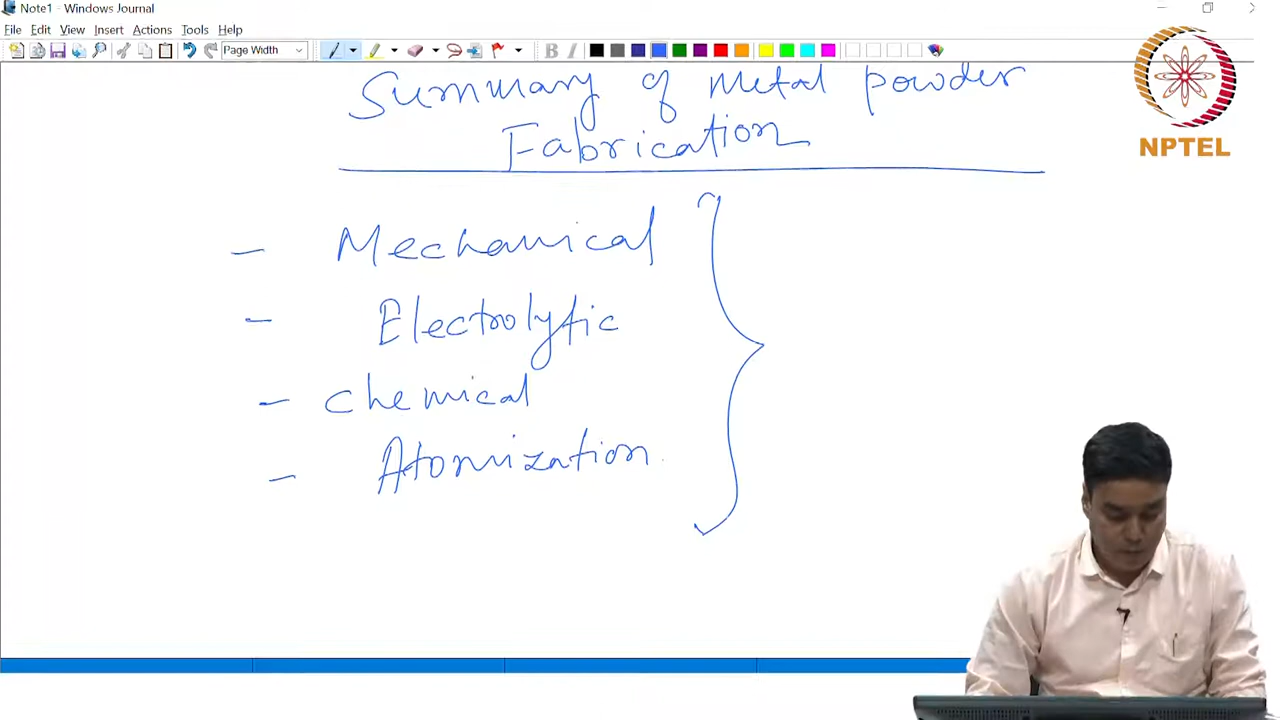 Note1 - Windows Journal
File Edit View Insert Actions Tools Help
Page Width
B I
NPTEL
Summary of Metal powder
Fabrication
- Mechanical
- Electrolytic
- chemical
- Atomization